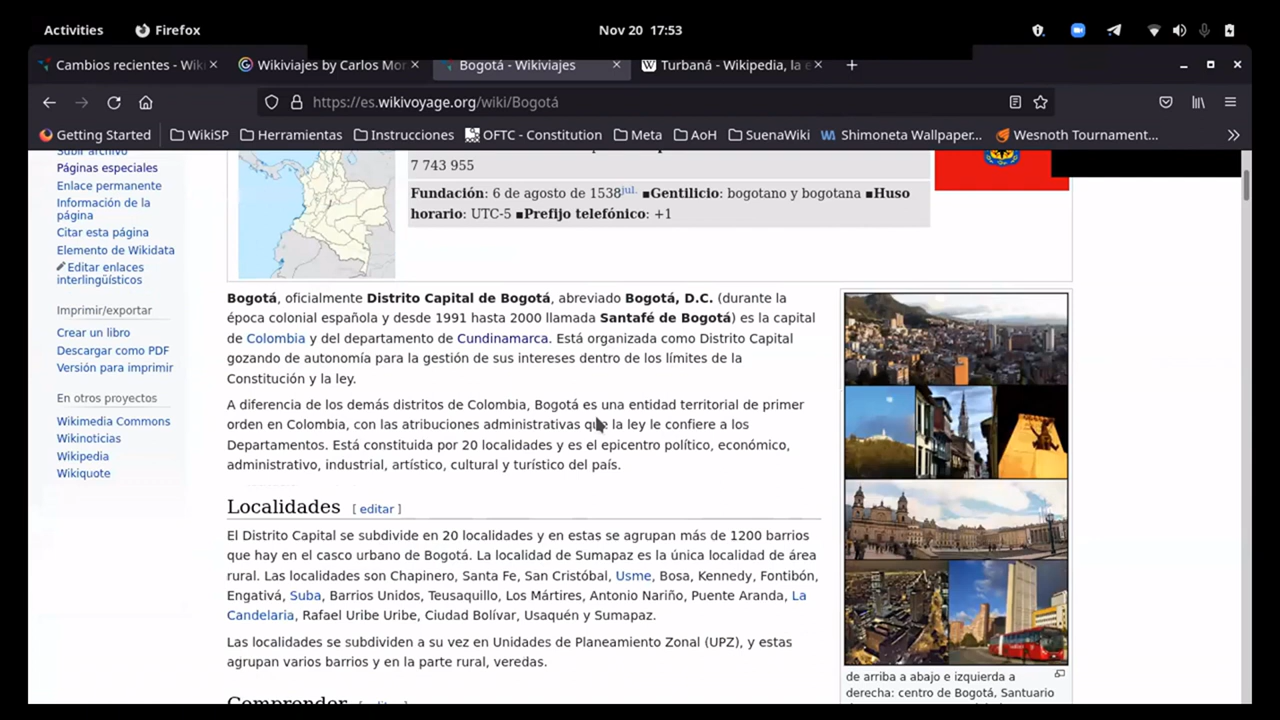 Activities
Firefox
Nov 20 17:53
Cambios recientes - Wiki
Wikiviajes by Carlos Mor
Bogotá - Wikiviajes
Turbaná - Wikipedia, la e
https://es.wikivoyage.org/wiki/Bogotá
Getting Started
WikiSP
Herramientas
Instrucciones
OFTC - Constitution
Meta
AoH
SuenaWiki
Shimoneta Wallpaper...
Wesnoth Tournament...
Subir archivo
Páginas especiales
Enlace permanente
Información de la
página
Citar esta página
Elemento de Wikidata
Editar enlaces
interlingüísticos
Imprimir/exportar
Crear un libro
Descargar como PDF
Versión para imprimir
En otros proyectos
Wikimedia Commons
Wikinoticias
Wikipedia
Wikiquote
7 743 955
Fundación: 6 de agosto de 1538jul. ▪Gentilicio: bogotano y bogotana ▪Huso
horario: UTC-5 ▪Prefijo telefónico: +1
Bogotá, oficialmente Distrito Capital de Bogotá, abreviado Bogotá, D.C. (durante la
época colonial española y desde 1991 hasta 2000 llamada Santafé de Bogotá) es la capital
de Colombia y del departamento de Cundinamarca. Está organizada como Distrito Capital
gozando de autonomía para la gestión de sus intereses dentro de los límites de la
Constitución y la ley.
A diferencia de los demás distritos de Colombia, Bogotá es una entidad territorial de primer
orden en Colombia, con las atribuciones administrativas que la ley le confiere a los
Departamentos. Está constituida por 20 localidades y es el epicentro político, económico,
administrativo, industrial, artístico, cultural y turístico del país.
Localidades [ editar ]
El Distrito Capital se subdivide en 20 localidades y en estas se agrupan más de 1200 barrios
que hay en el casco urbano de Bogotá. La localidad de Sumapaz es la única localidad de área
rural. Las localidades son Chapinero, Santa Fe, San Cristóbal, Usme, Bosa, Kennedy, Fontibón,
Engativá, Suba, Barrios Unidos, Teusaquillo, Los Mártires, Antonio Nariño, Puente Aranda, La
Candelaria, Rafael Uribe Uribe, Ciudad Bolívar, Usaquén y Sumapaz.
Las localidades se subdividen a su vez en Unidades de Planeamiento Zonal (UPZ), y estas
agrupan varios barrios y en la parte rural, veredas.
Comprender [ editar ]
de arriba a abajo e izquierda a
derecha: centro de Bogotá, Santuario